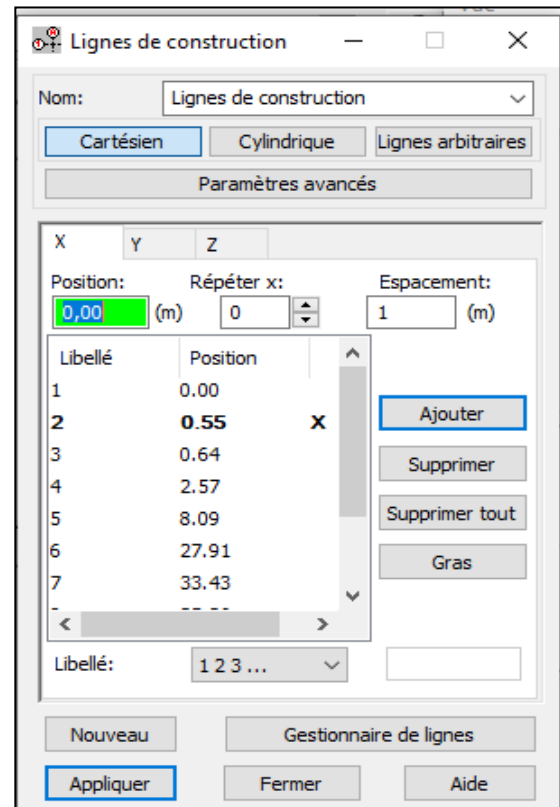 Lignes de construction
Nom: Lignes de construction
Cartésien Cylindrique Lignes arbitraires
Paramètres avancés
X Y Z
Position: Répéter x: Espacement:
0,00 (m) 0 1 (m)
Libellé Position
1 0.00
2 0.55 X
3 0.64
4 2.57
5 8.09
6 27.91
7 33.43
Ajouter
Supprimer
Supprimer tout
Gras
Libellé: 1 2 3 ...
Nouveau Gestionnaire de lignes
Appliquer Fermer Aide